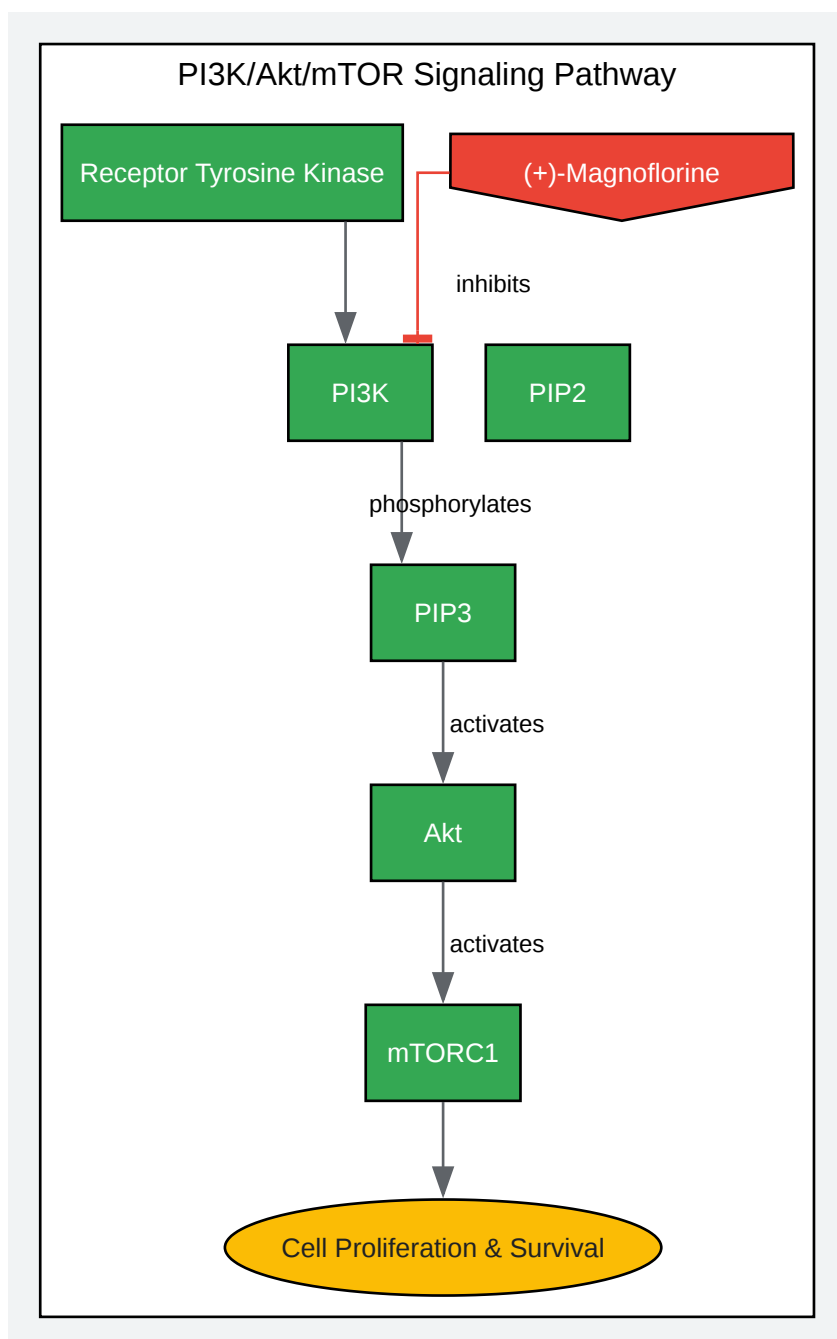 PI3K/Akt/mTOR Signaling Pathway
Receptor Tyrosine Kinase
(+)-Magnoflorine
inhibits
PI3K
PIP2
phosphorylates
PIP3
activates
Akt
activates
mTORC1
Cell Proliferation & Survival